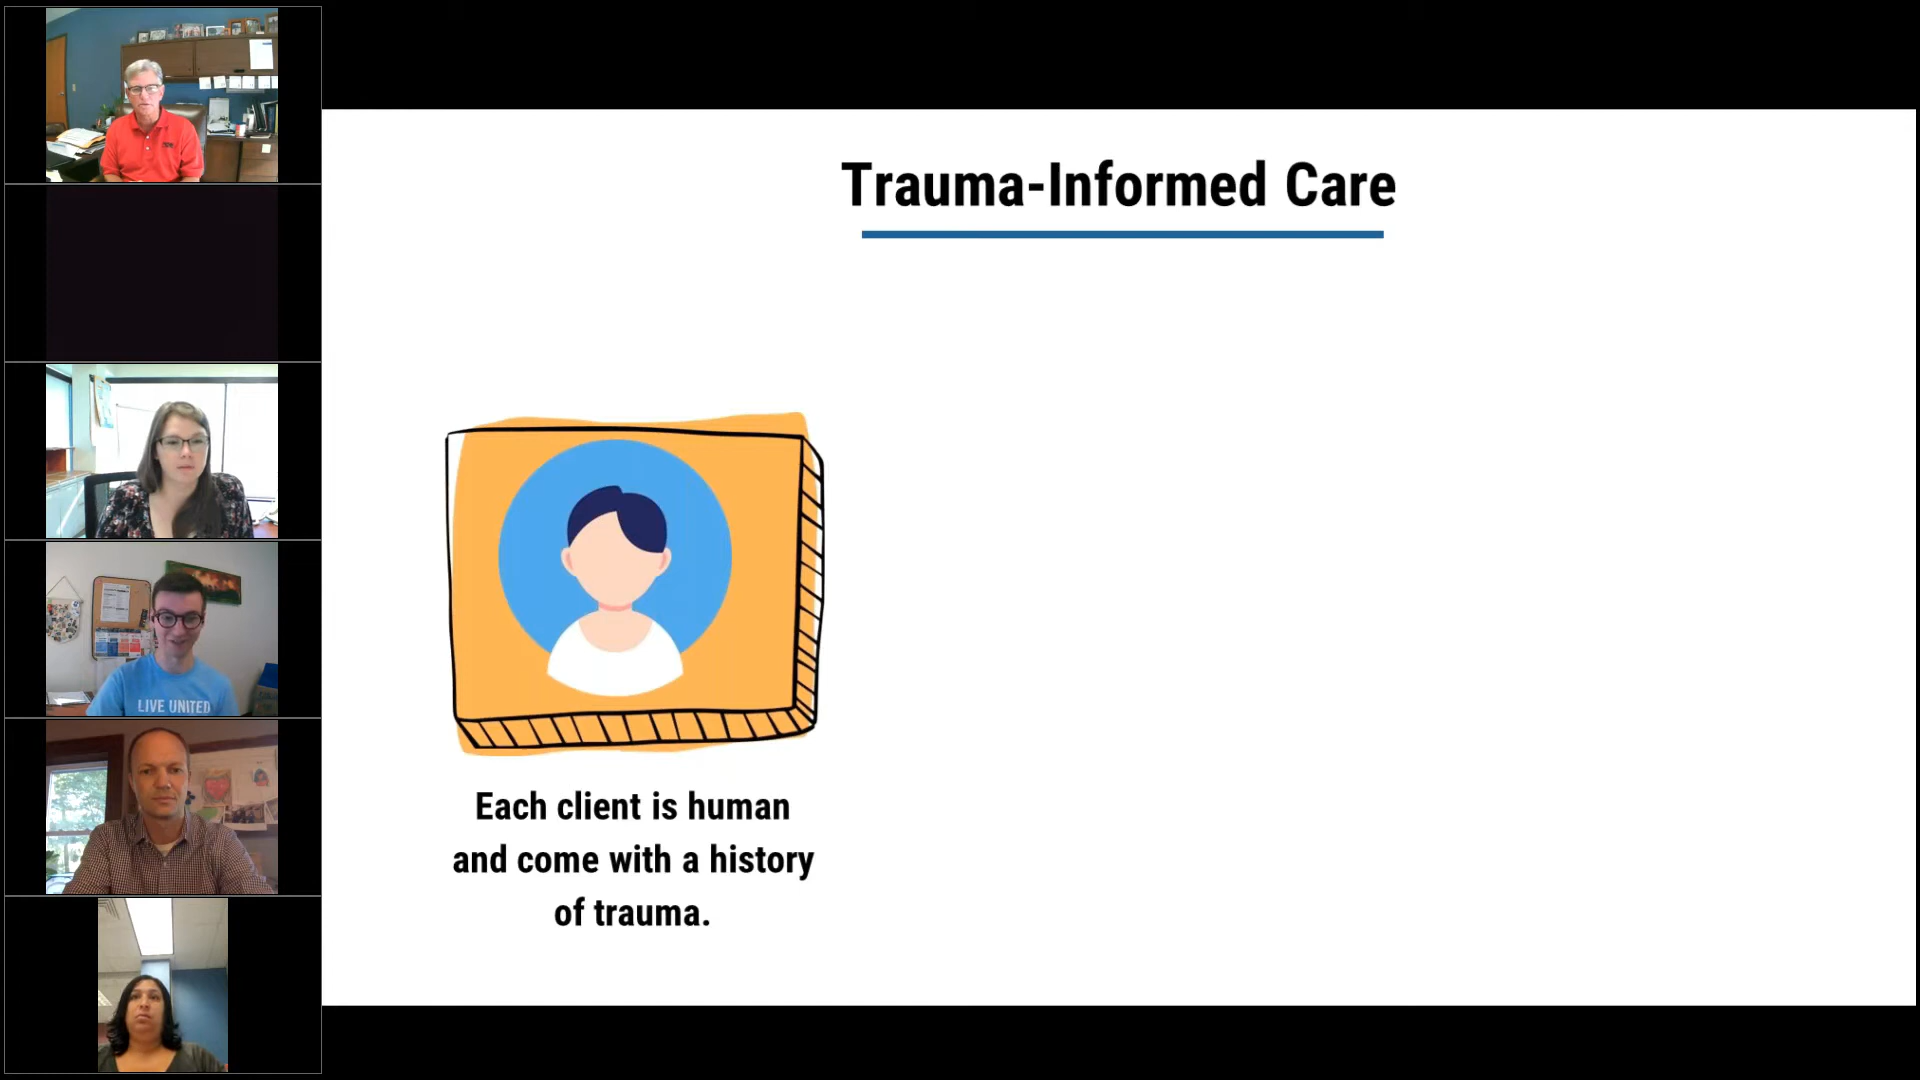 Trauma-Informed Care
LIVE UNITED
Each client is human
and come with a history
of trauma.